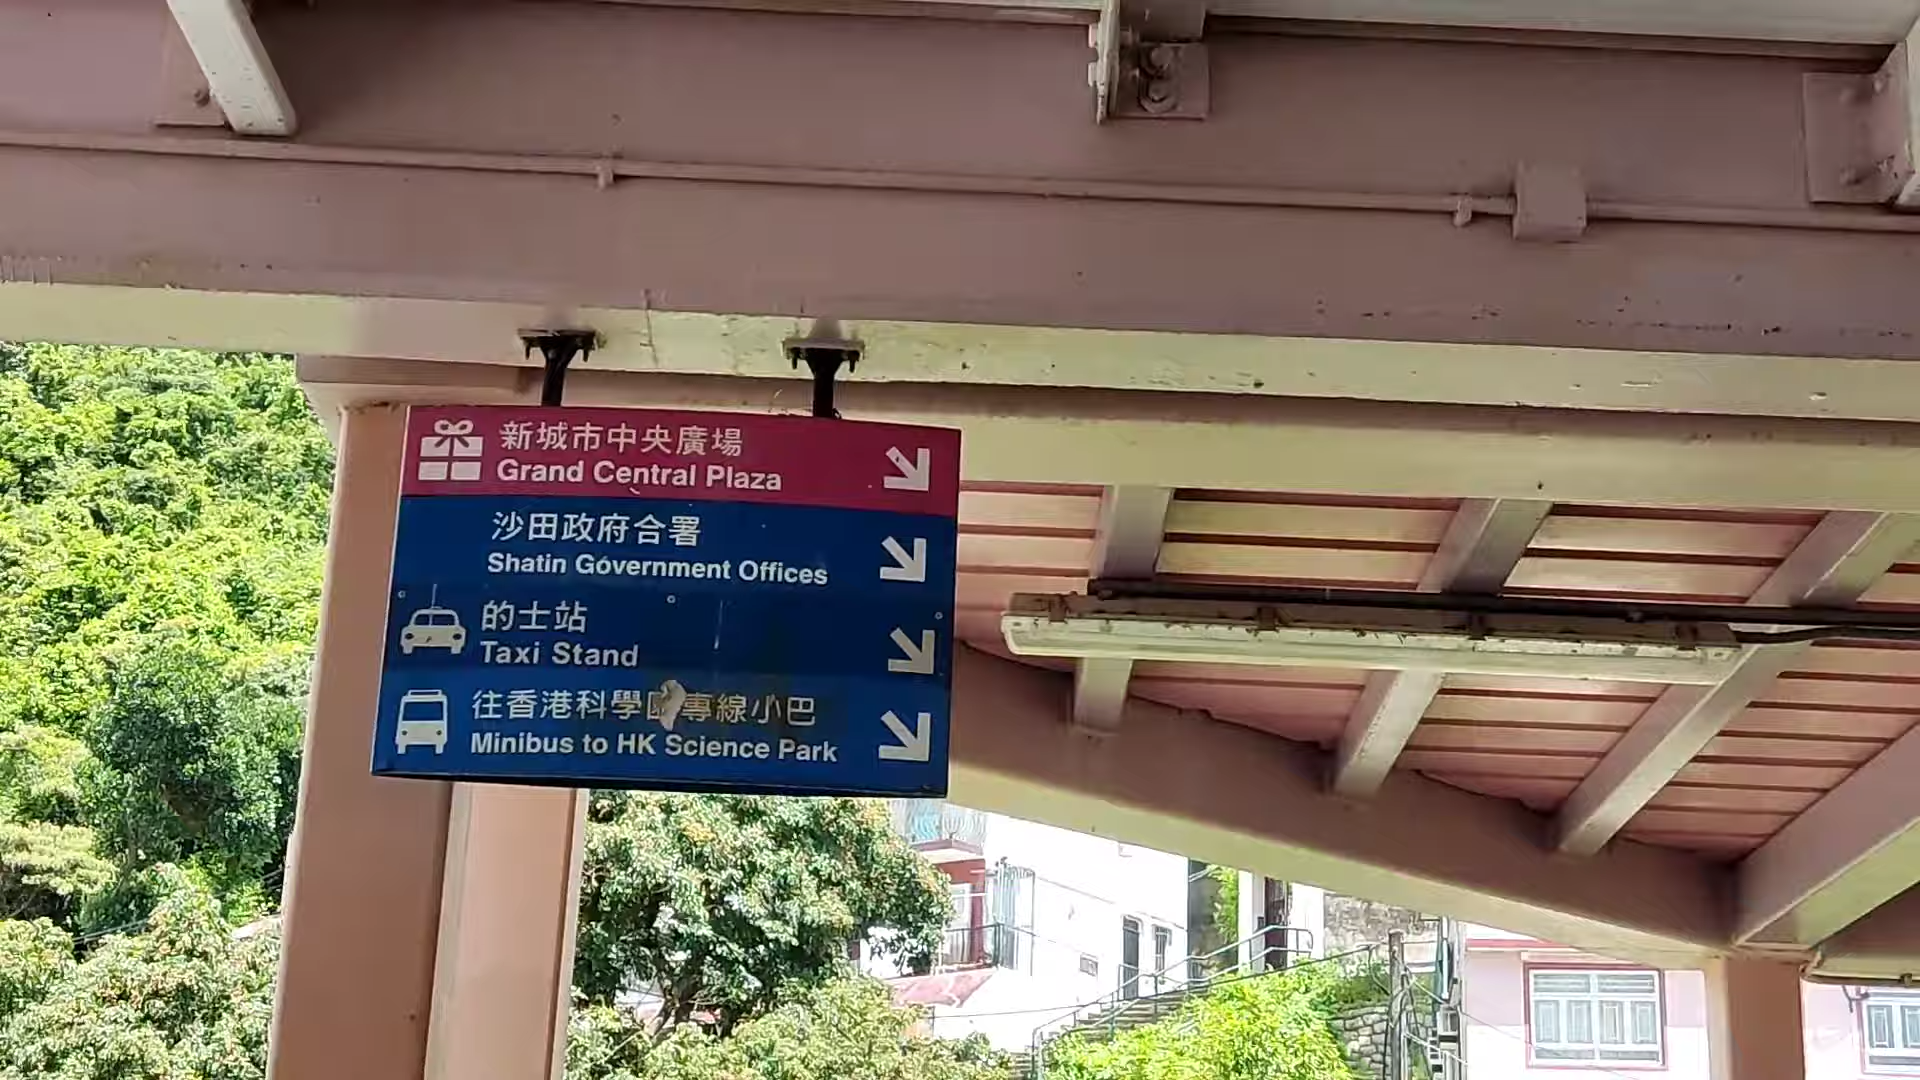 新城市中央廣場
Grand Central Plaza
沙田政府合署
Shatin Government Offices
的士站
Taxi Stand
往香港科學園專線小巴
Minibus to HK Science Park